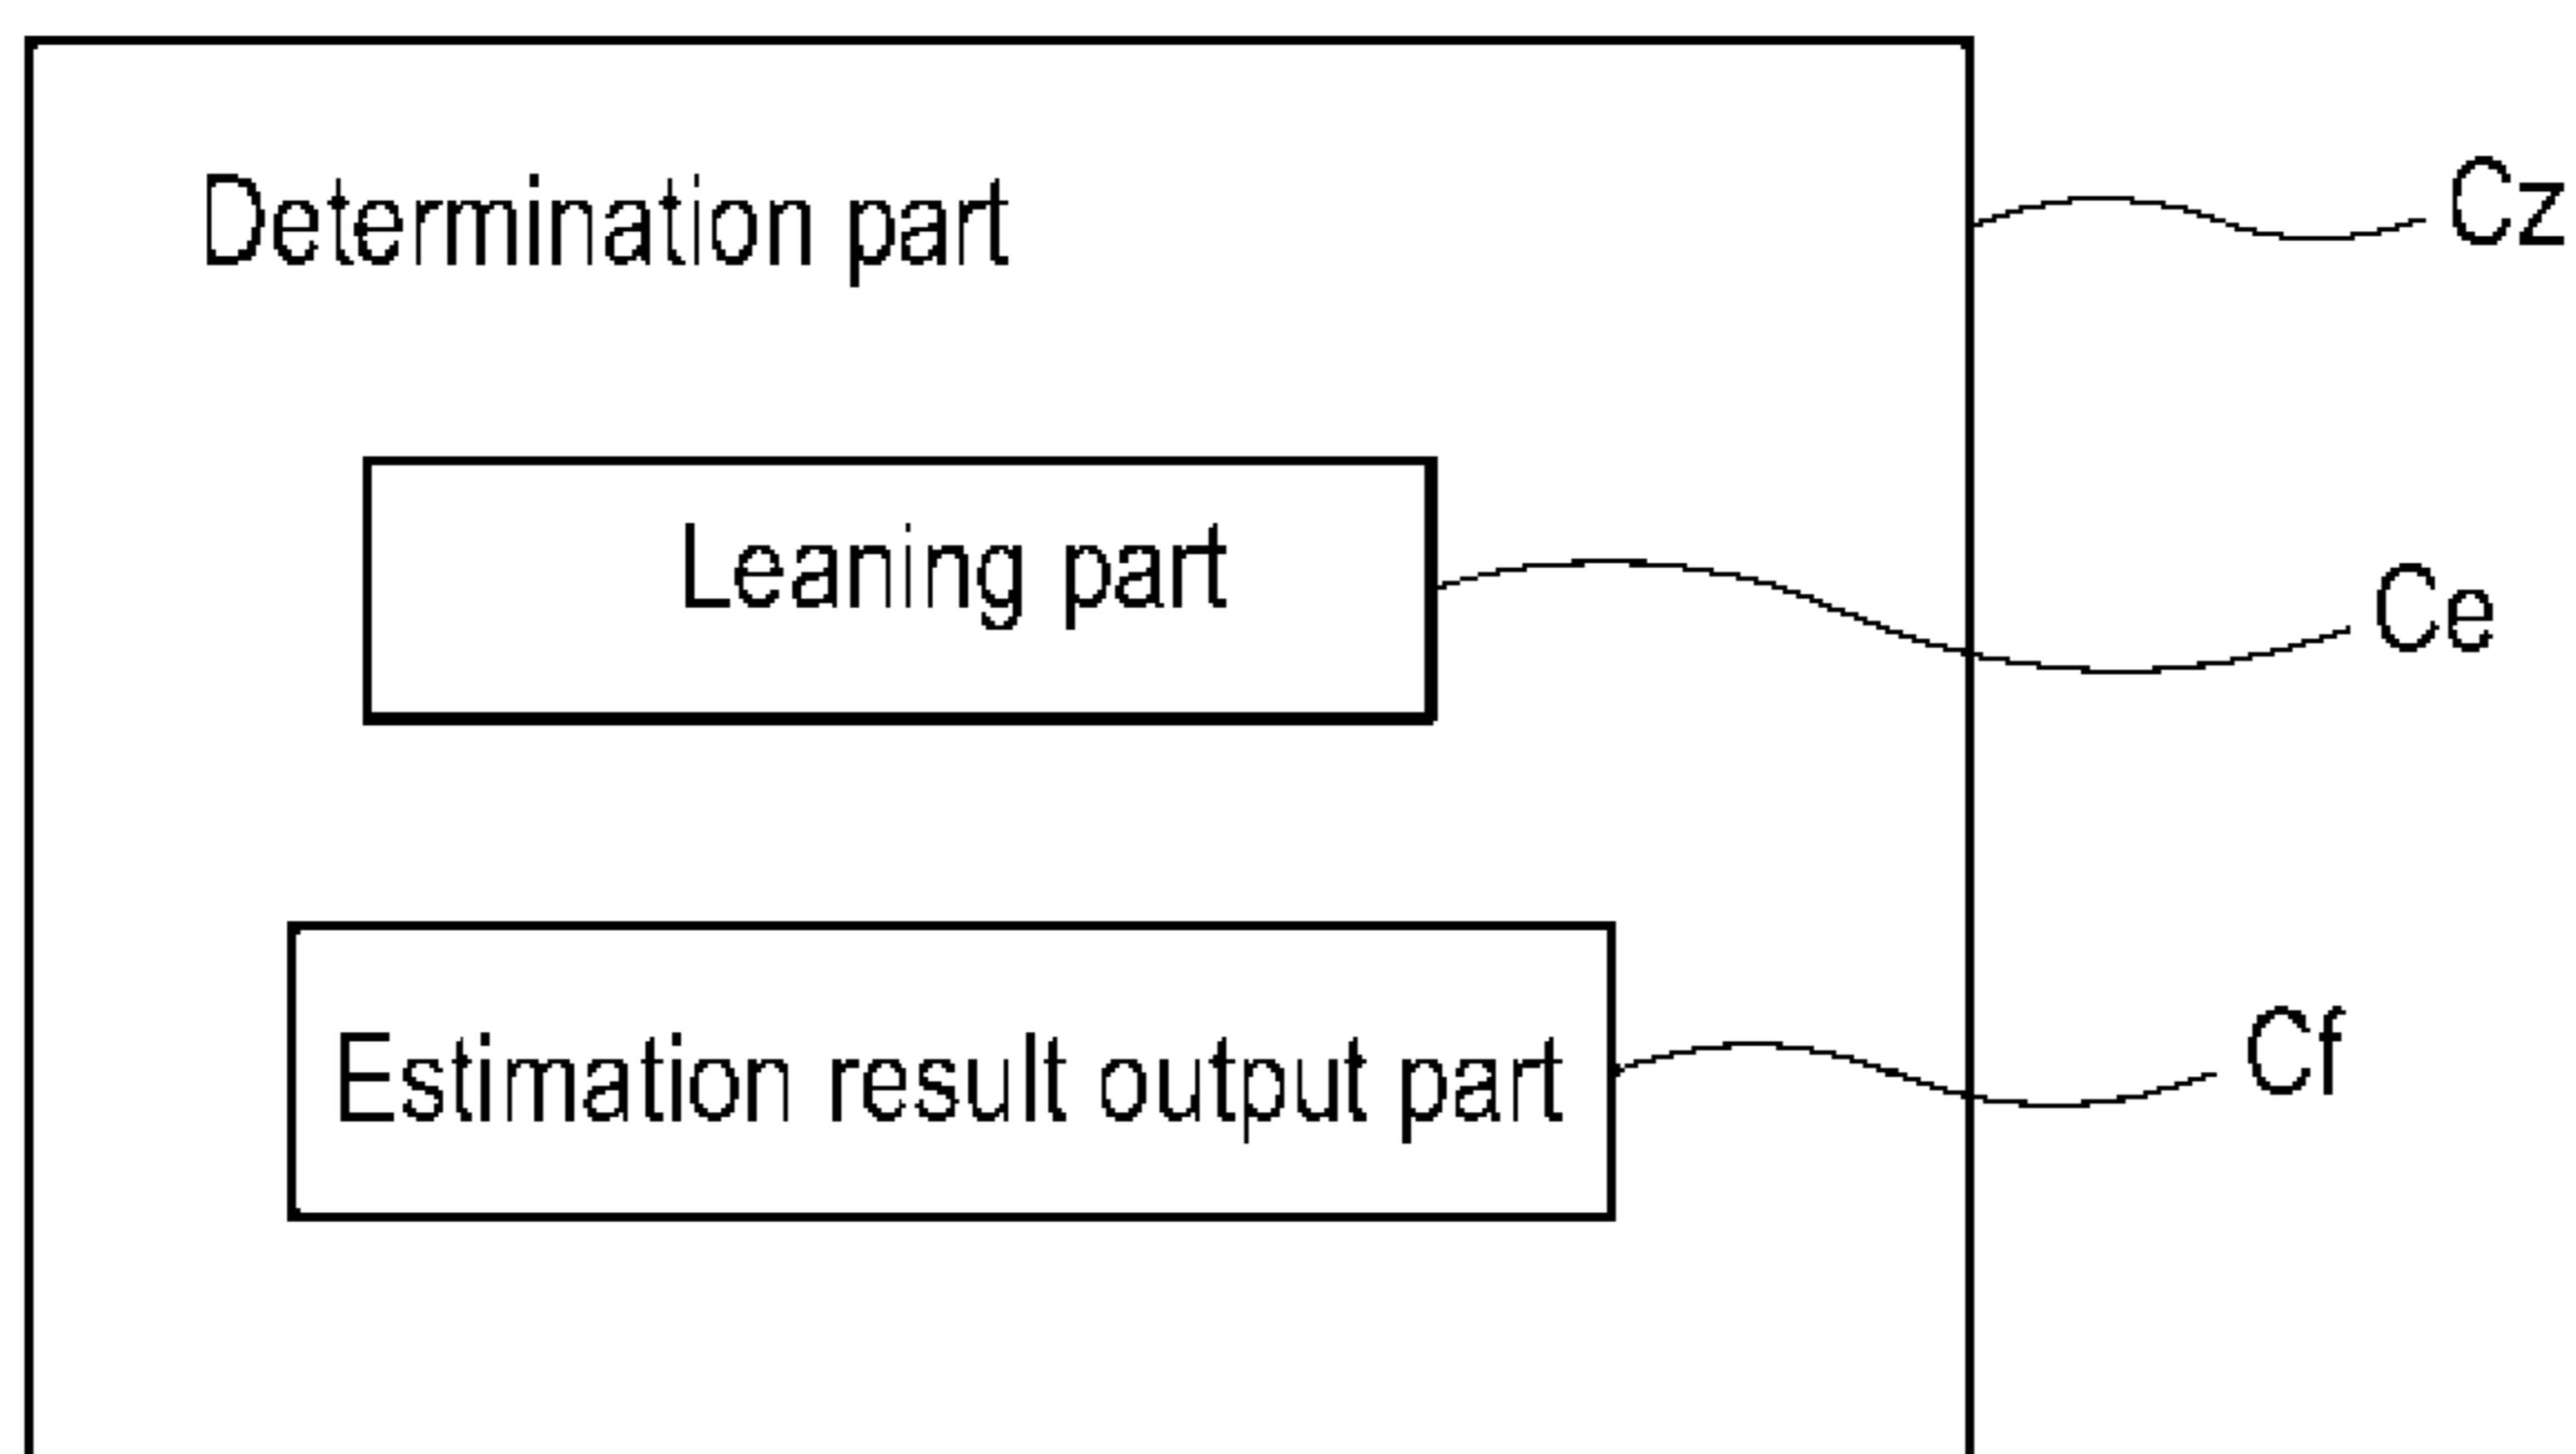 Determination part
Cz
Leaning part
Ce
Estimation result output part
Cf